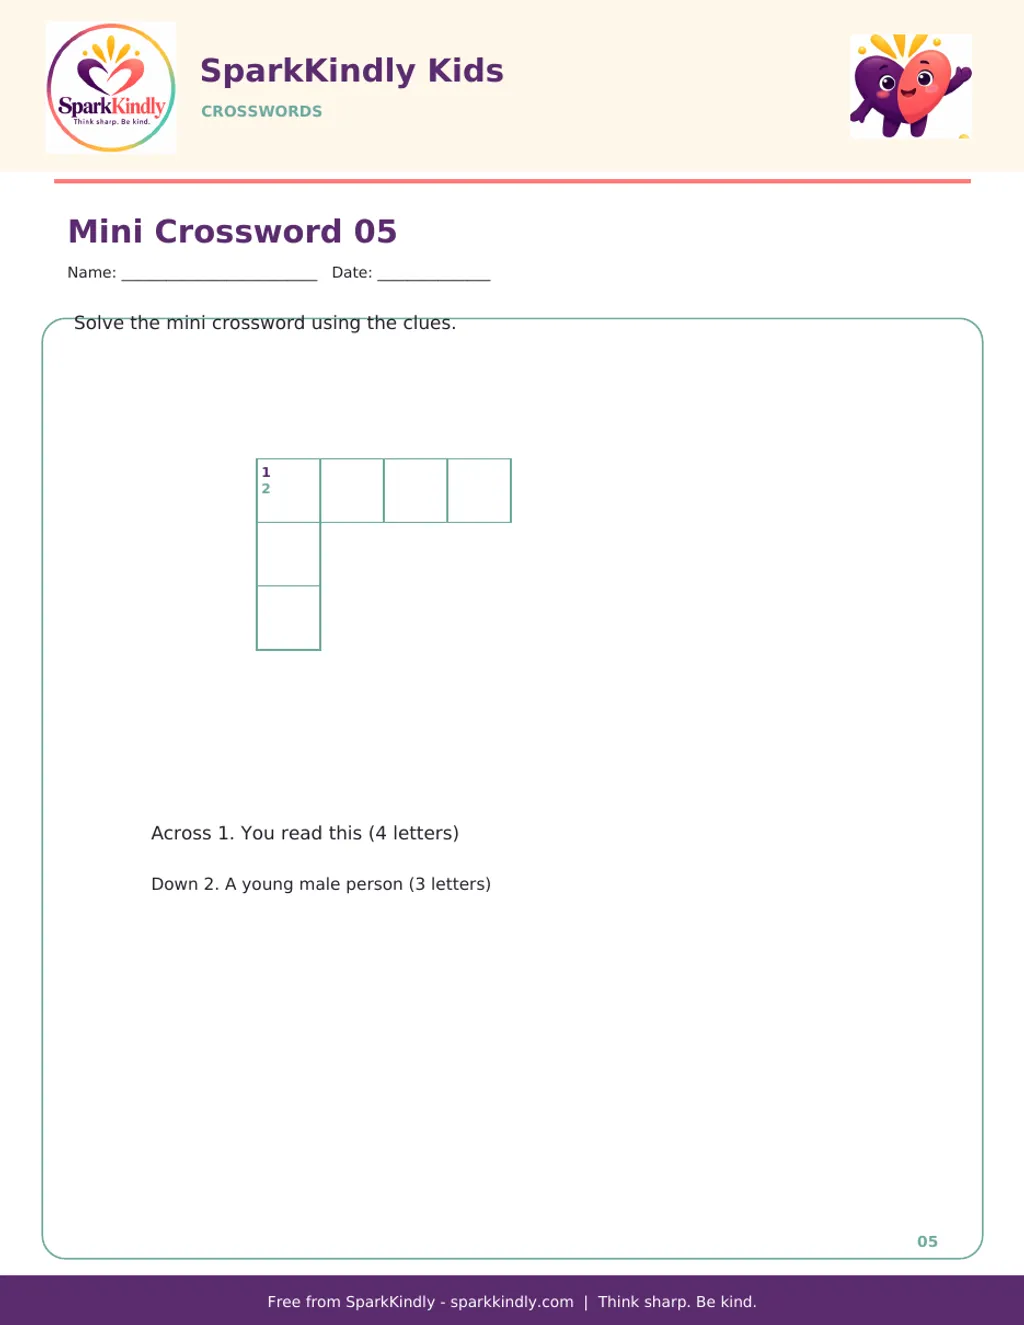 SparkKindly
Think sharp. Be kind.
SparkKindly Kids
CROSSWORDS
Mini Crossword 05
Name: __________________________ Date: _______________
Solve the mini crossword using the clues.
1
2
Across 1. You read this (4 letters)
Down 2. A young male person (3 letters)
05
Free from SparkKindly - sparkkindly.com | Think sharp. Be kind.